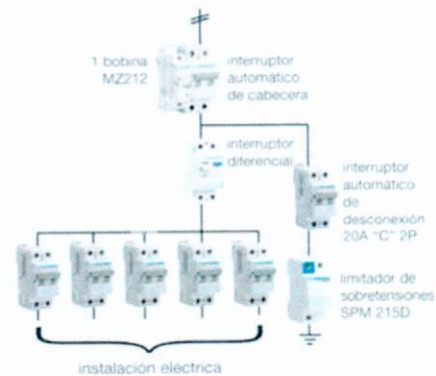 1 bobina
MZ212
interruptor
automático
de cabecera
interruptor
diferencial
interruptor
automático
de
desconexión
20A "C" 2P
limitador de
sobretensiones
SPM 215D
instalación eléctrica